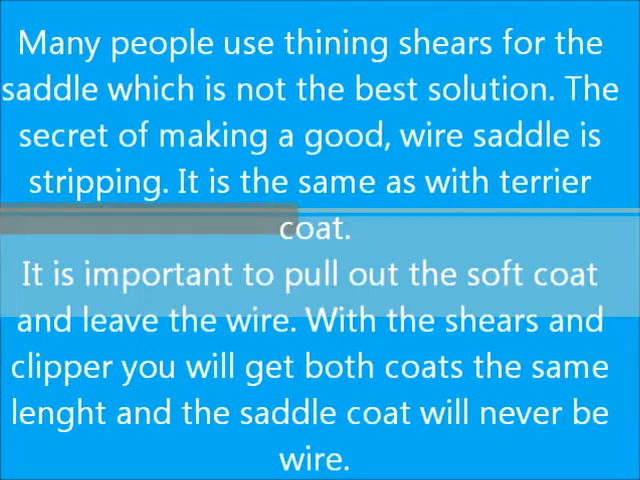 Many people use thining shears for the
saddle which is not the best solution. The
secret of making a good, wire saddle is
stripping. It is the same as with terrier
coat.
It is important to pull out the soft coat
and leave the wire. With the shears and
clipper you will get both coats the same
lenght and the saddle coat will never be
wire.